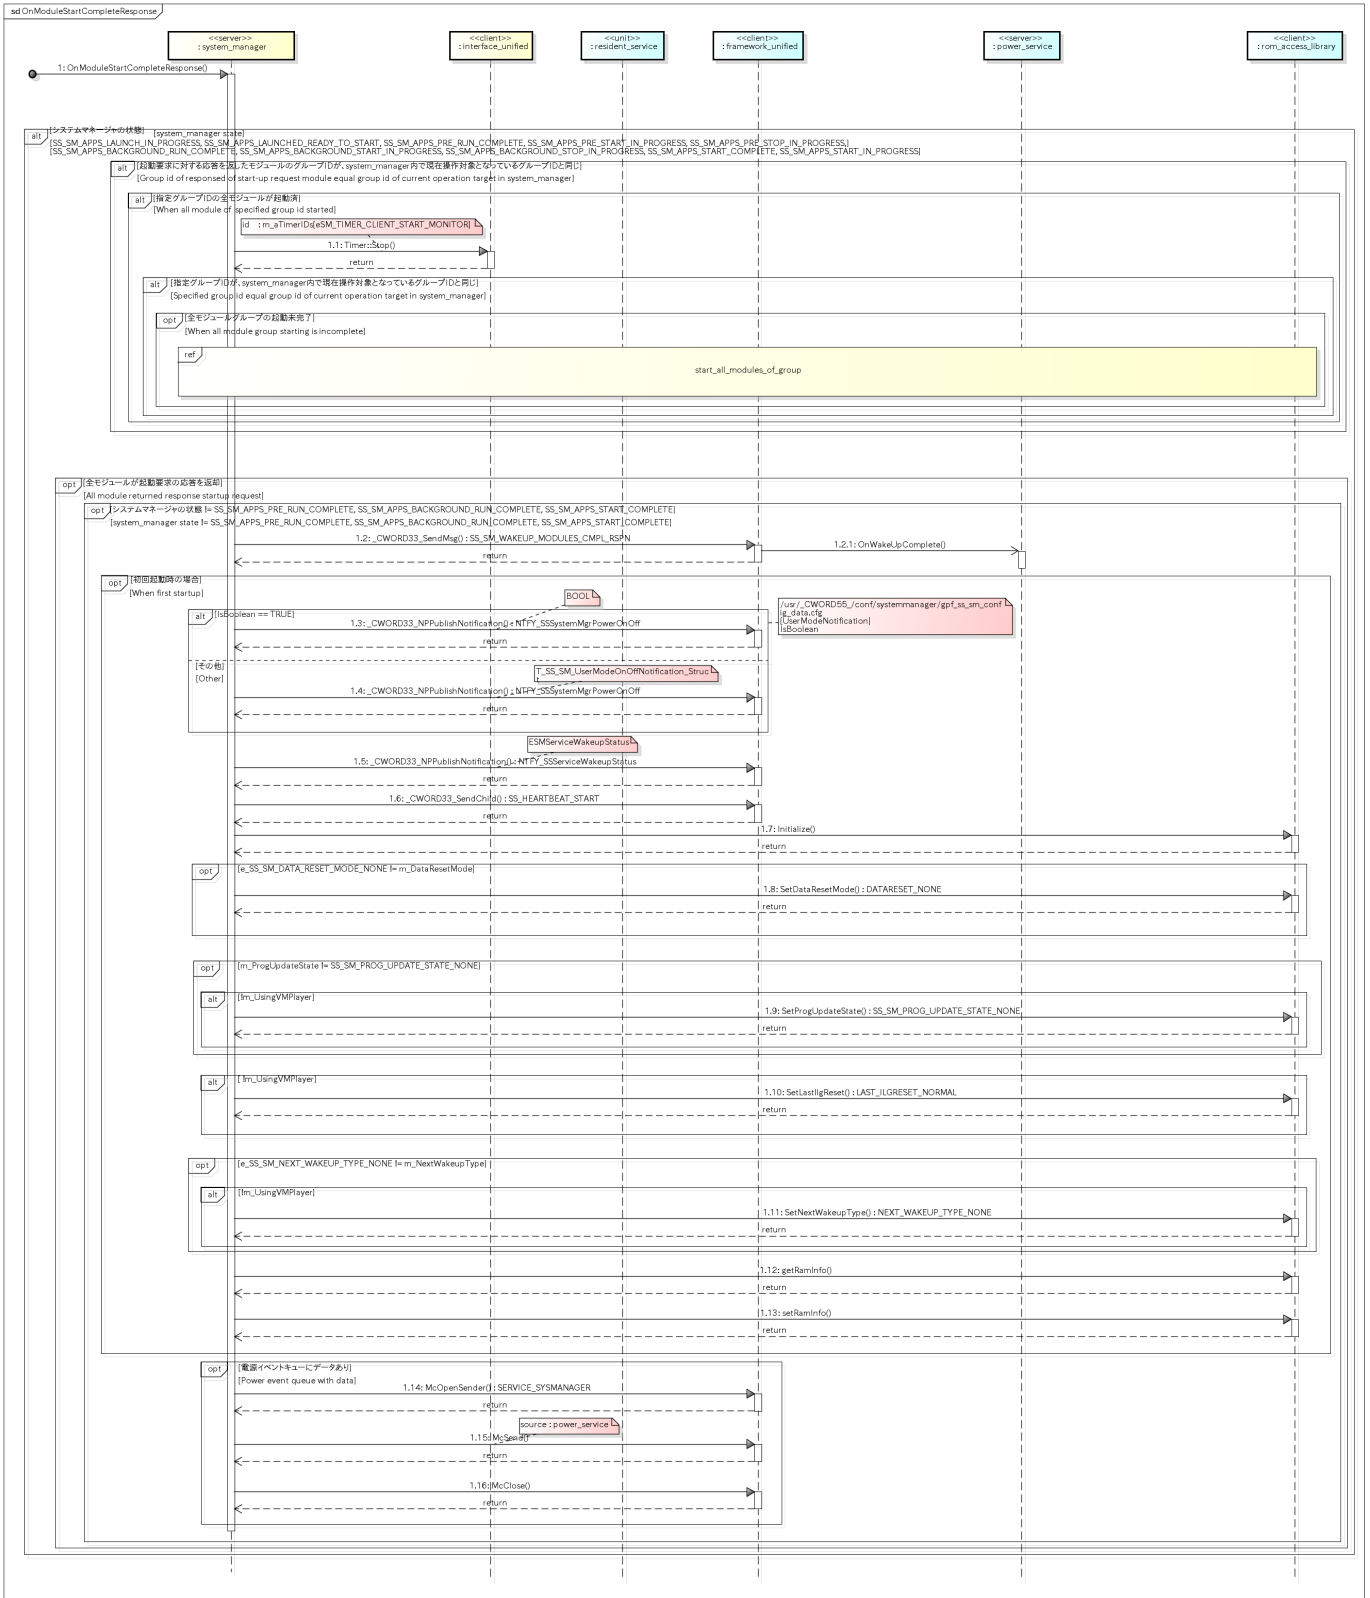 sd OnModuleStartCompleteResponse
<<server>>
: system_manager
<<client>>
: interface_unified
<<unit>>
: resident_service
<<client>>
: framework_unified
<<server>>
: power_service
<<client>>
: rom_access_library
1: OnModuleStartCompleteResponse()
alt
[システムマネージャの状態]
[system_manager state]
[SS_SM_APPS_LAUNCH_IN_PROGRESS, SS_SM_APPS_LAUNCHED_READY_TO_START, SS_SM_APPS_PRE_RUN_COMPLETE, SS_SM_APPS_PRE_START_IN_PROGRESS, SS_SM_APPS_PRE_STOP_IN_PROGRESS,]
[SS_SM_APPS_BACKGROUND_RUN_COMPLETE, SS_SM_APPS_BACKGROUND_START_IN_PROGRESS, SS_SM_APPS_BACKGROUND_STOP_IN_PROGRESS, SS_SM_APPS_START_COMPLETE, SS_SM_APPS_START_IN_PROGRESS]
alt
[起動要求に対する応答を返したモジュールのグループIDが、system_manager内で現在操作対象となっているグループIDと同じ]
[Group id of responsed of start-up request module equal group id of current operation target in system_manager]
alt
[指定グループIDの全モジュールが起動済]
[When all module of specified group id started]
id : m_aTimerIDs[eSM_TIMER_CLIENT_START_MONITOR]
1.1: Timer::Stop()
return
alt
[指定グループIDが、system_manager内で現在操作対象となっているグループIDと同じ]
[Specified group id equal group id of current operation target in system_manager]
opt
[全モジュールグループの起動未完了]
[When all module group starting is incomplete]
ref
start_all_modules_of_group
opt
[全モジュールが起動要求の応答を返却]
[All module returned response startup request]
opt
[システムマネージャの状態 != SS_SM_APPS_PRE_RUN_COMPLETE, SS_SM_APPS_BACKGROUND_RUN_COMPLETE, SS_SM_APPS_START_COMPLETE]
[system_manager state != SS_SM_APPS_PRE_RUN_COMPLETE, SS_SM_APPS_BACKGROUND_RUN_COMPLETE, SS_SM_APPS_START_COMPLETE]
1.2: _CWORD33_SendMsg() : SS_SM_WAKEUP_MODULES_CMPL_RSPN
1.2.1: OnWakeUpComplete()
return
opt
[初回起動時の場合]
[When first startup]
BOOL
/usr/_CWORD55_/conf/systemmanager/gpf_ss_sm_conf
ig_data.cfg
[UserModeNotification]
IsBoolean
alt
[IsBoolean == TRUE]
1.3: _CWORD33_NPPublishNotification() : NTFY_SSSystemMgrPowerOnOff
return
[その他]
[Other]
T_SS_SM_UserModeOnOffNotification_Struc
t
1.4: _CWORD33_NPPublishNotification() : NTFY_SSSystemMgrPowerOnOff
return
ESMServiceWakeupStatus
1.5: _CWORD33_NPPublishNotification() : NTFY_SSServiceWakeupStatus
return
1.6: _CWORD33_SendChild() : SS_HEARTBEAT_START
return
1.7: Initialize()
return
opt
[e_SS_SM_DATA_RESET_MODE_NONE != m_DataResetMode]
1.8: SetDataResetMode() : DATARESET_NONE
return
opt
[m_ProgUpdateState != SS_SM_PROG_UPDATE_STATE_NONE]
alt
[!m_UsingVMPlayer]
1.9: SetProgUpdateState() : SS_SM_PROG_UPDATE_STATE_NONE
return
alt
[ !m_UsingVMPlayer]
1.10: SetLastIlgReset() : LAST_ILGRESET_NORMAL
return
opt
[e_SS_SM_NEXT_WAKEUP_TYPE_NONE != m_NextWakeupType]
alt
[!m_UsingVMPlayer]
1.11: SetNextWakeupType() : NEXT_WAKEUP_TYPE_NONE
return
1.12: getRamInfo()
return
1.13: setRamInfo()
return
opt
[電源イベントキューにデータあり]
[Power event queue with data]
1.14: McOpenSender() : SERVICE_SYSMANAGER
return
source : power_service
1.15: McSend()
return
1.16: McClose()
return